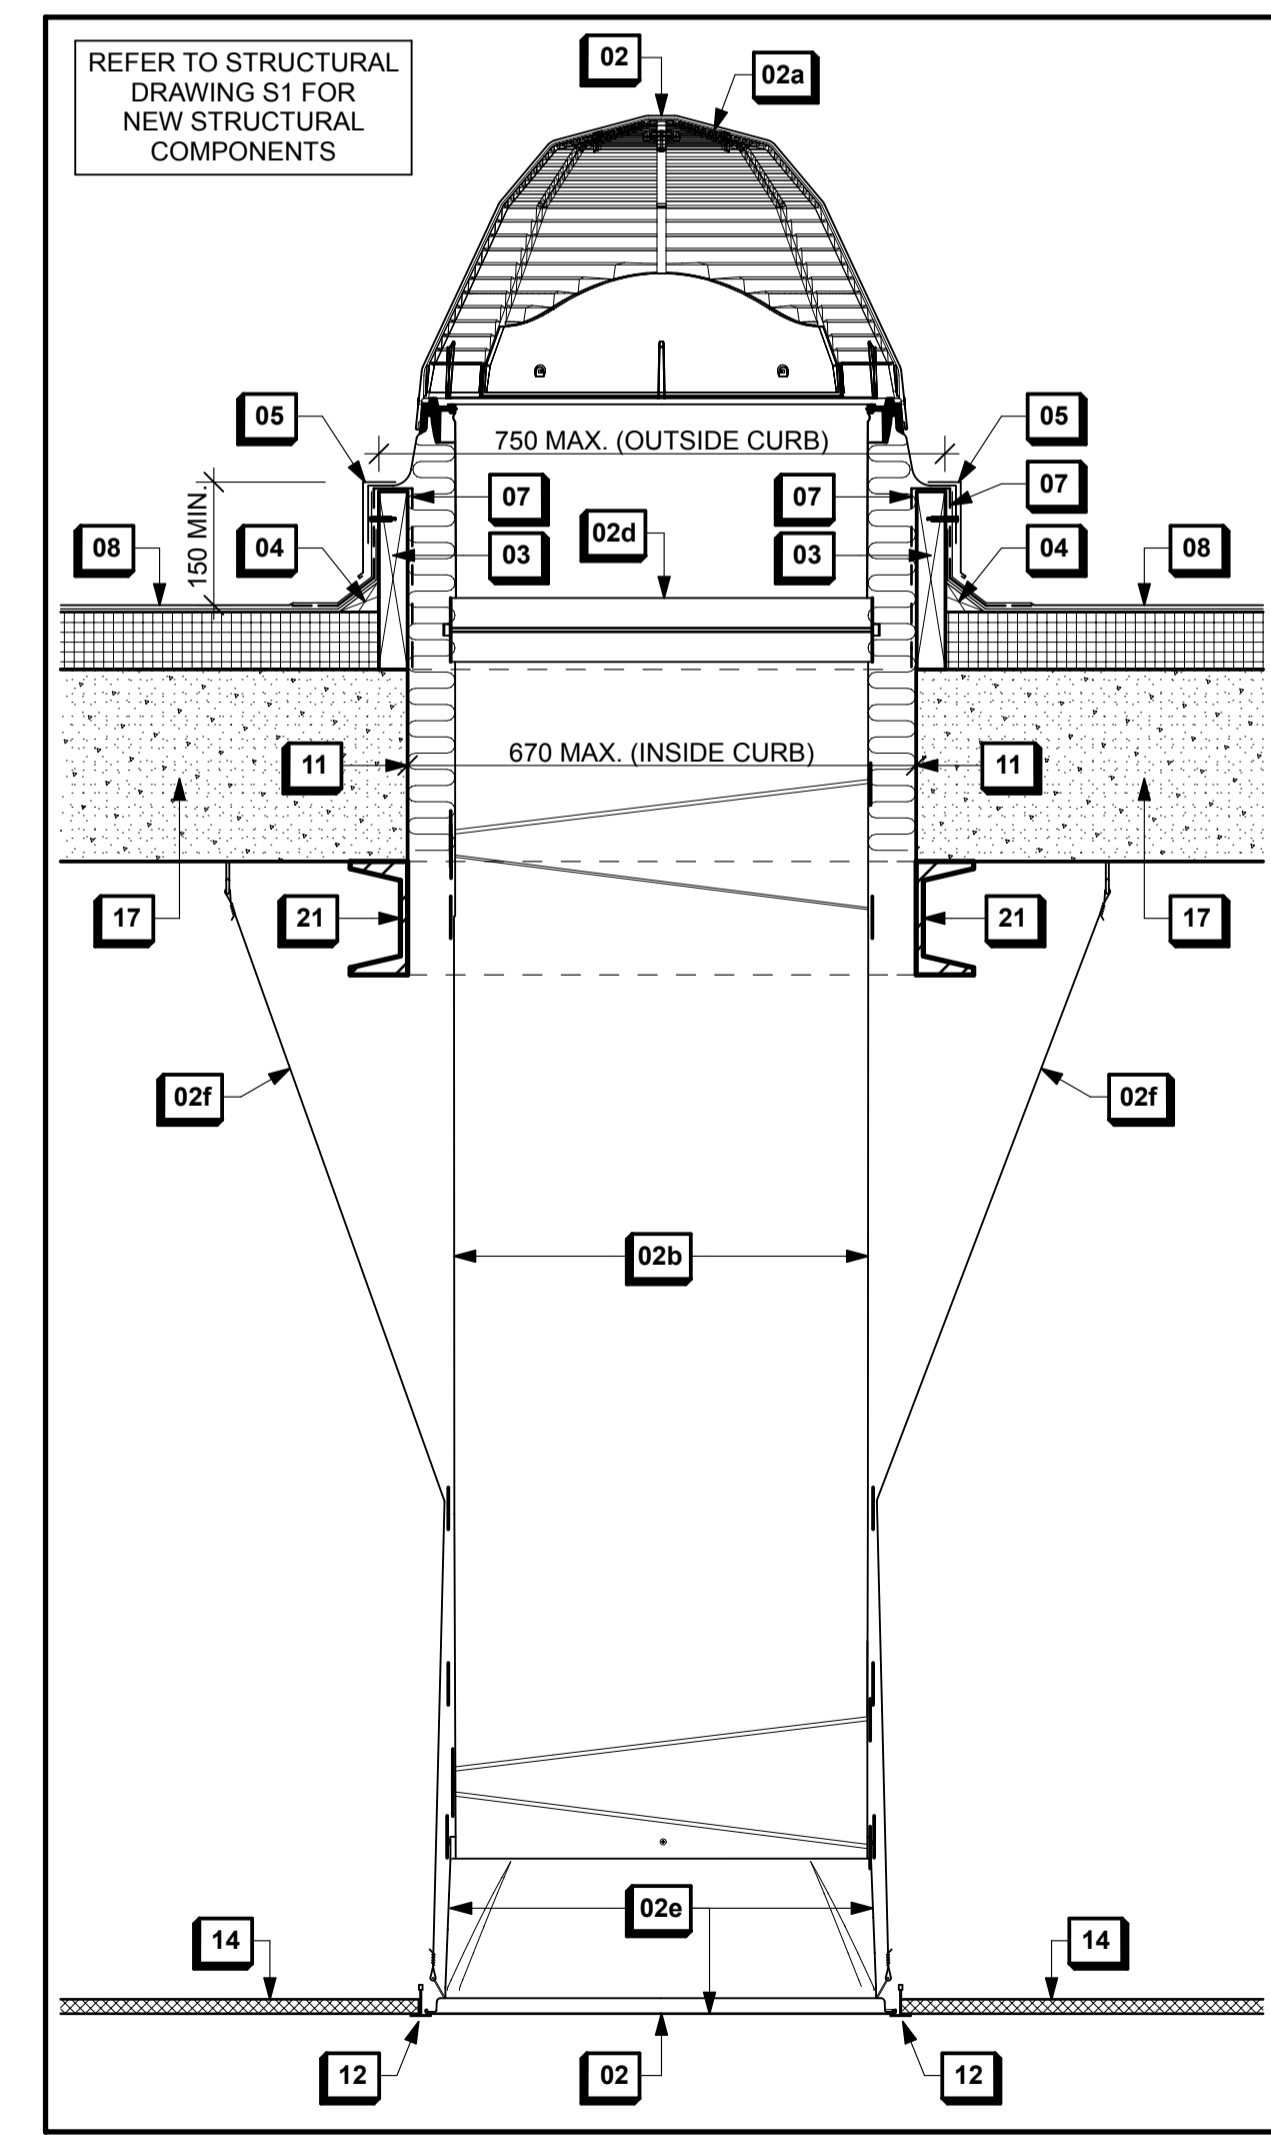 REFER TO STRUCTURAL
DRAWING S1 FOR
NEW STRUCTURAL
COMPONENTS
02
02a
05
05
750 MAX. (OUTSIDE CURB)
150 MIN.
07
07
07
08
04
03
02d
03
04
08
11
670 MAX. (INSIDE CURB)
11
17
21
21
17
02f
02f
02b
02e
14
14
12
02
12